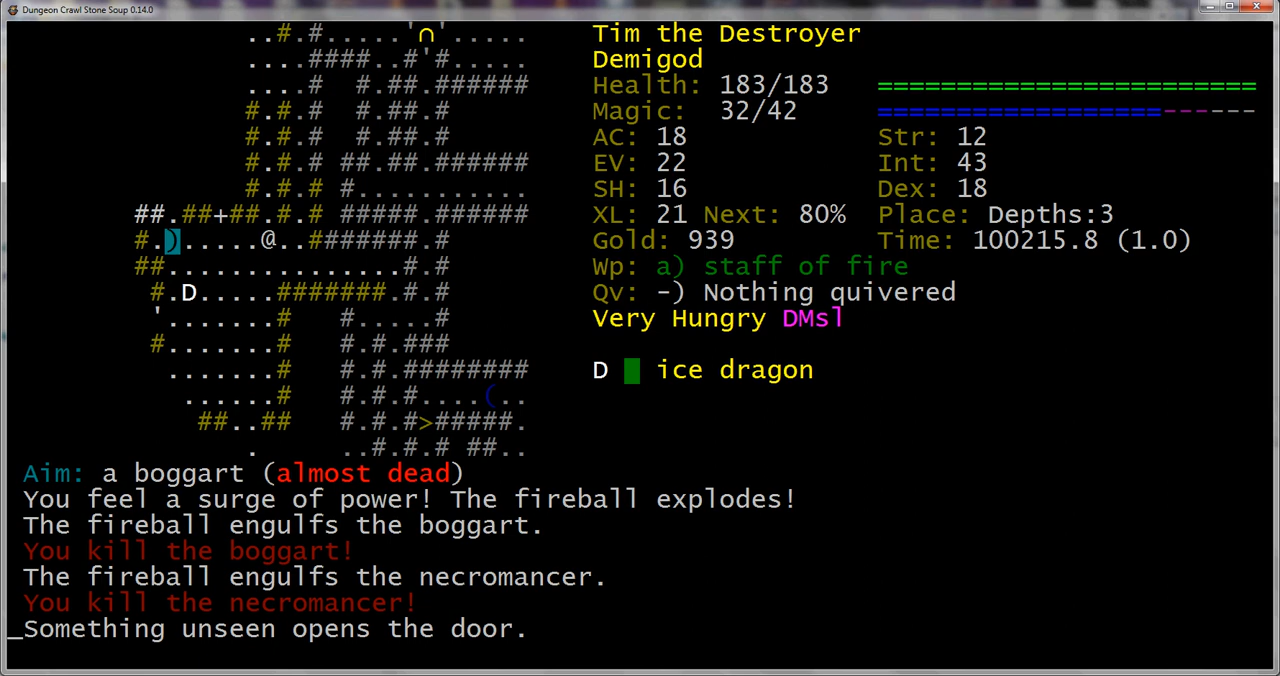 Dungeon Crawl Stone Soup 0.14.0
..#.#.....'∩'.....
....####..#'#.....
....#  #.##.######
#.#.#  #.##.#
#.#.#  #.##.#
#.#.# ##.##.######
#.#.# #...........
##.##+##.#.# #####.######
#.).....@..#######.#
##...............#.#
#.D.....#######.#
'.......#   #.....#
#.......#   #.#.###
.......#   #.#.########
......#   #.#....(..
##..##   #.#.>#####.
.     ..#.#.# ##..
Tim the Destroyer
Demigod
Health: 183/183 ========================
Magic: 32/42 ==================------
AC: 18 Str: 12
EV: 22 Int: 43
SH: 16 Dex: 18
XL: 21 Next: 80% Place: Depths:3
Gold: 939 Time: 100215.8 (1.0)
Wp: a) staff of fire
Qv: -) Nothing quivered
Very Hungry DMsl
D ice dragon
Aim: a boggart (almost dead)
You feel a surge of power! The fireball explodes!
The fireball engulfs the boggart.
You kill the boggart!
The fireball engulfs the necromancer.
You kill the necromancer!
_Something unseen opens the door.